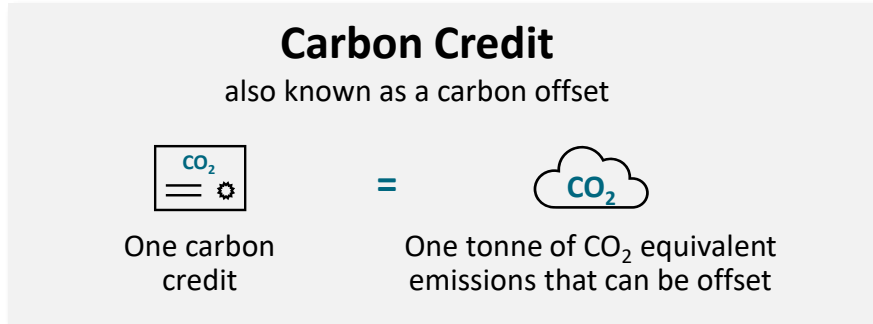 Carbon Credit
also known as a carbon offset
CO₂
=
CO₂
One carbon
credit
One tonne of CO₂ equivalent
emissions that can be offset